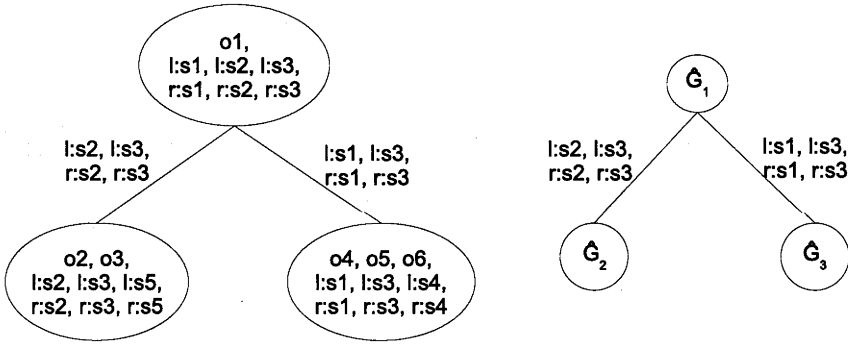 o1,
l:s1, l:s2, l:s3,
r:s1, r:s2, r:s3
l:s2, l:s3,
r:s2, r:s3
l:s1, l:s3,
r:s1, r:s3
o2, o3,
l:s2, l:s3, l:s5,
r:s2, r:s3, r:s5
o4, o5, o6,
l:s1, l:s3, l:s4,
r:s1, r:s3, r:s4
Ĝ₁
l:s2, l:s3,
r:s2, r:s3
l:s1, l:s3,
r:s1, r:s3
Ĝ₂
Ĝ₃